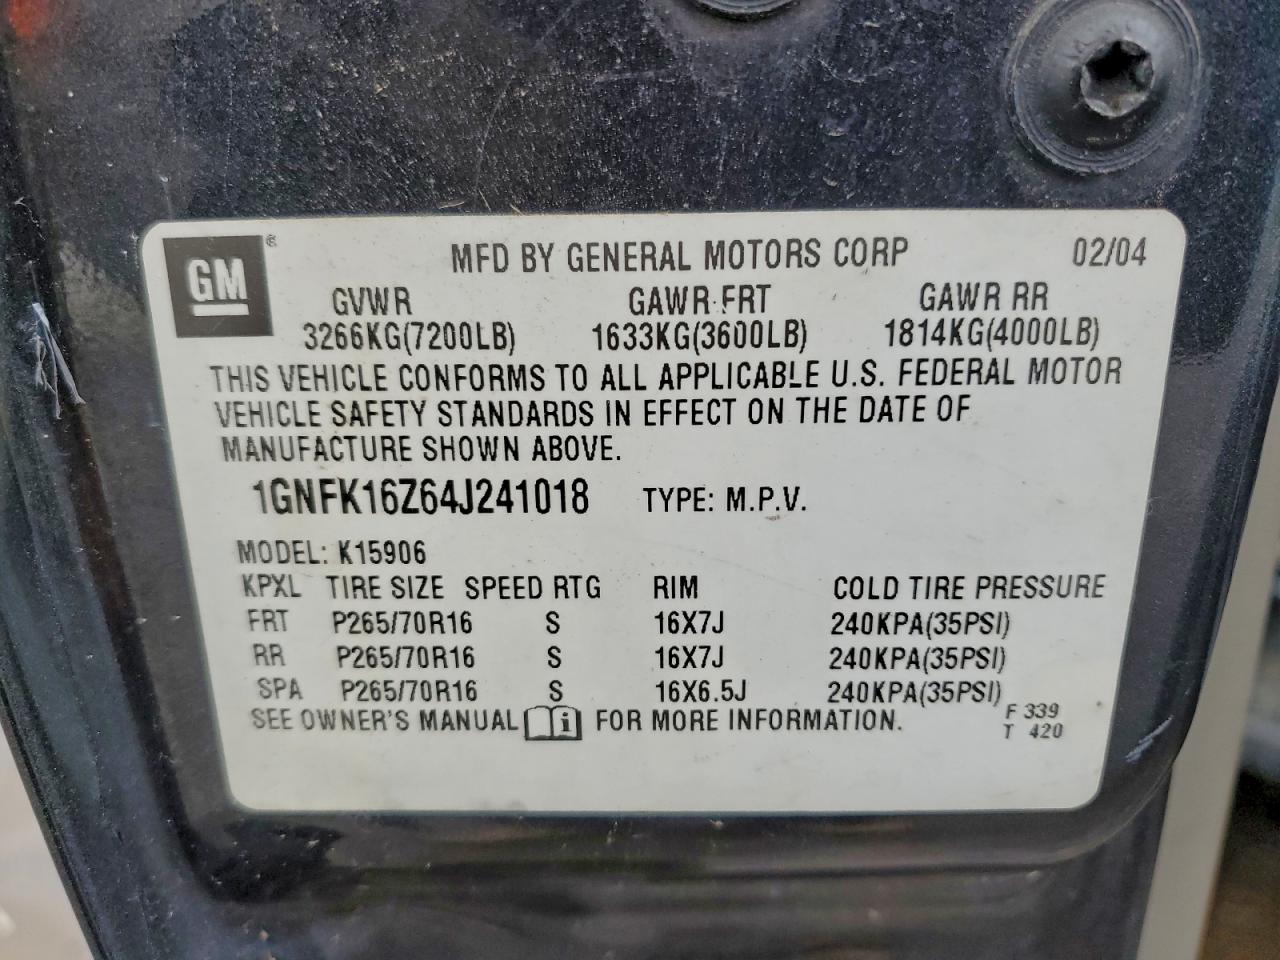 GM ®
MFD BY GENERAL MOTORS CORP 02/04
GVWR GAWR FRT GAWR RR
3266KG(7200LB) 1633KG(3600LB) 1814KG(4000LB)
THIS VEHICLE CONFORMS TO ALL APPLICABLE U.S. FEDERAL MOTOR
VEHICLE SAFETY STANDARDS IN EFFECT ON THE DATE OF
MANUFACTURE SHOWN ABOVE.
1GNFK16Z64J241018 TYPE: M.P.V.
MODEL: K15906
KPXL TIRE SIZE SPEED RTG RIM COLD TIRE PRESSURE
FRT P265/70R16 S 16X7J 240KPA(35PSI)
RR P265/70R16 S 16X7J 240KPA(35PSI)
SPA P265/70R16 S 16X6.5J 240KPA(35PSI)
SEE OWNER'S MANUAL i FOR MORE INFORMATION.
F 339
T 420